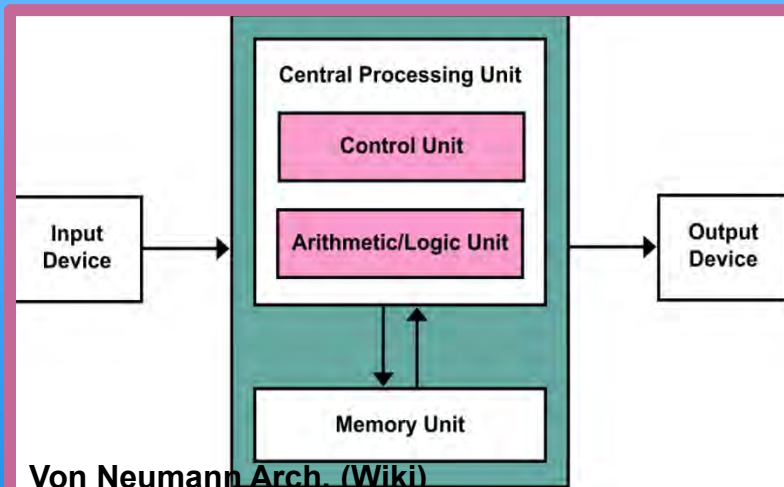 Central Processing Unit
Control Unit
Arithmetic/Logic Unit
Input
Device
Output
Device
Memory Unit
Von Neumann Arch. (Wiki)